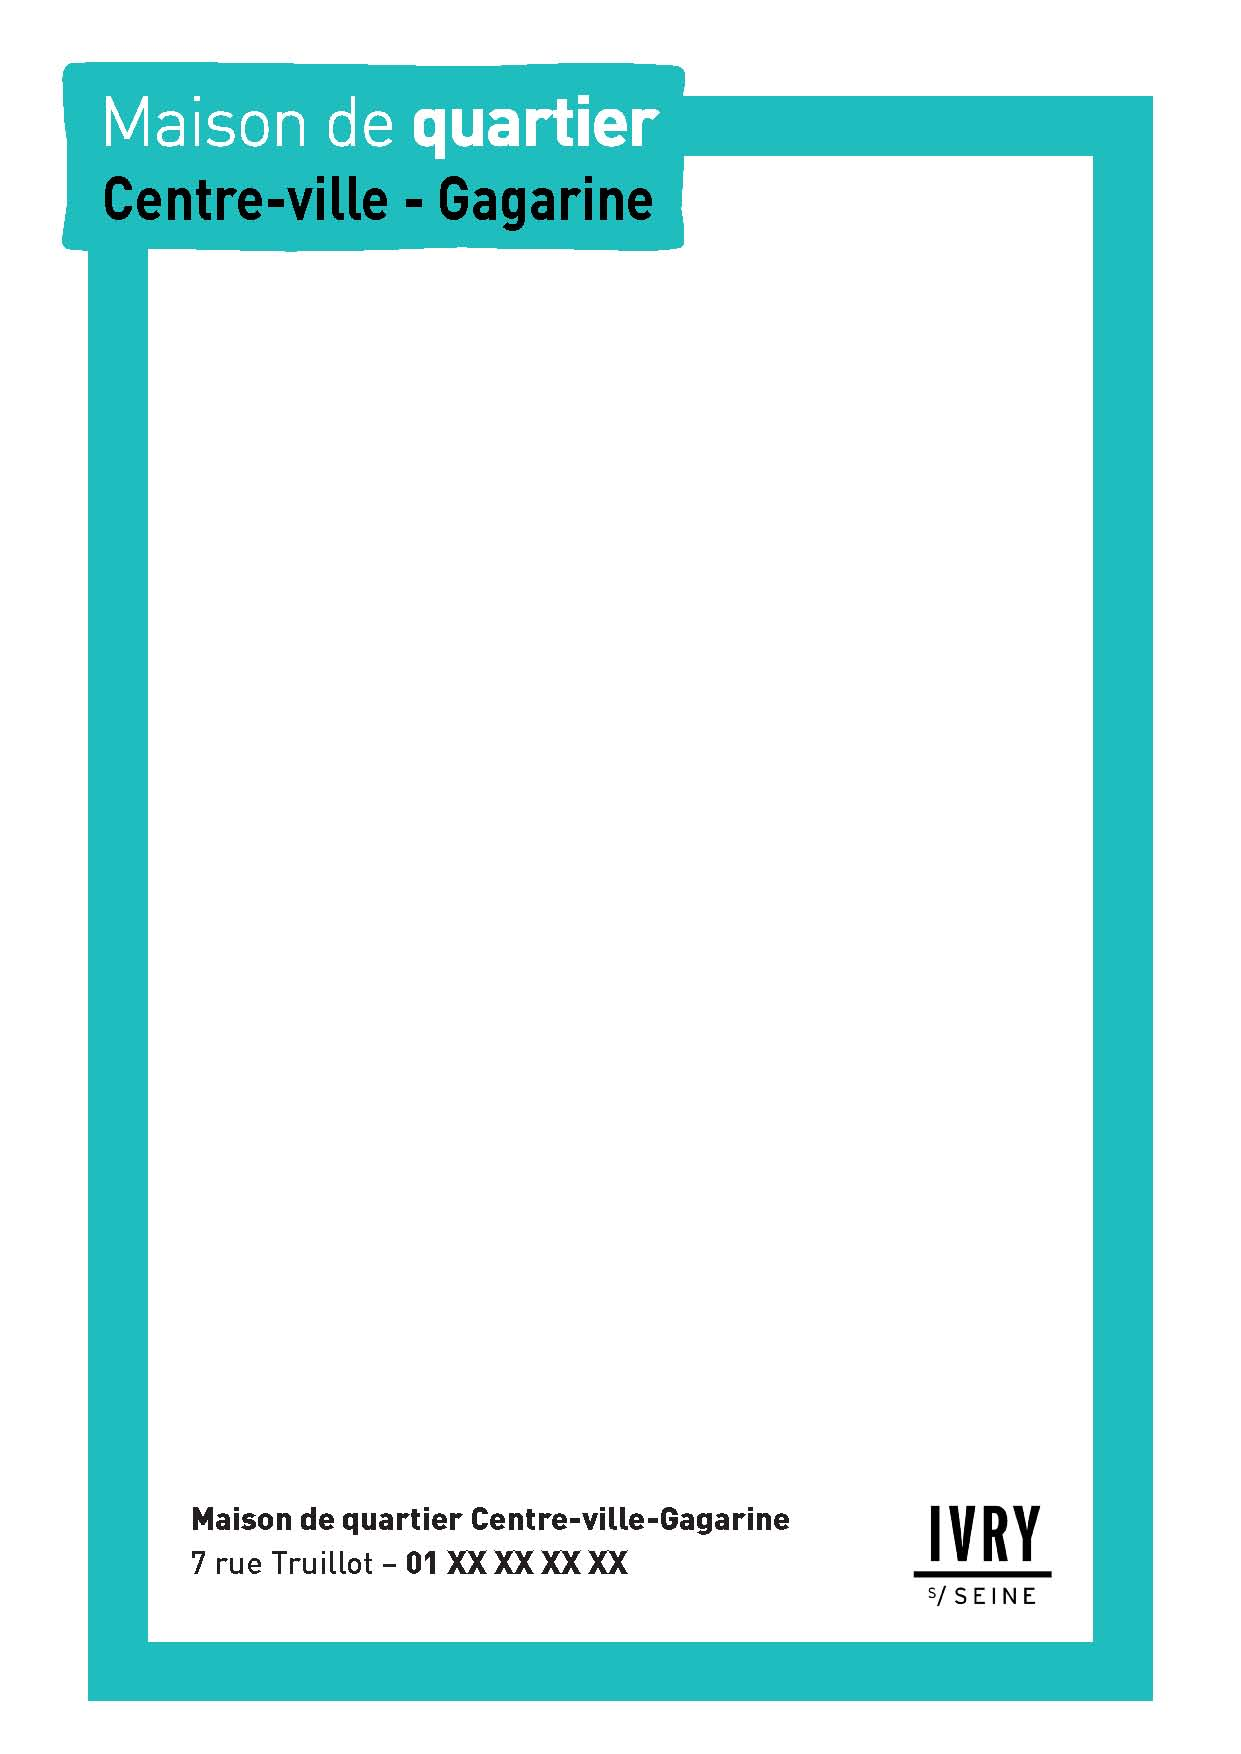 Maison de quartier
Centre-ville - Gagarine
Maison de quartier Centre-ville-Gagarine
7 rue Truillot – 01 XX XX XX XX
IVRY
S/ SEINE